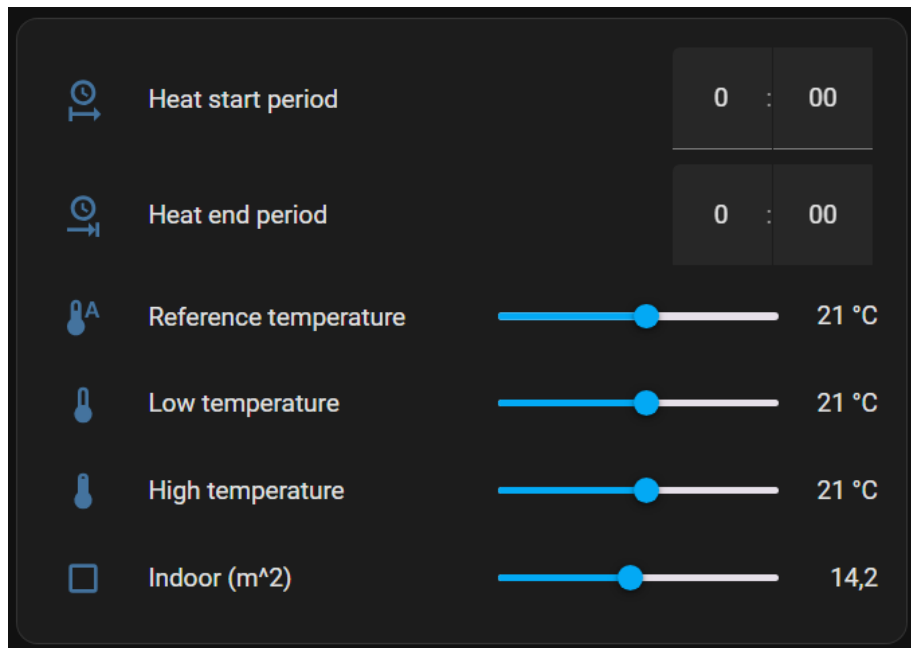 Heat start period 0 : 00
Heat end period 0 : 00
A Reference temperature 21 °C
Low temperature 21 °C
High temperature 21 °C
Indoor (m^2) 14,2